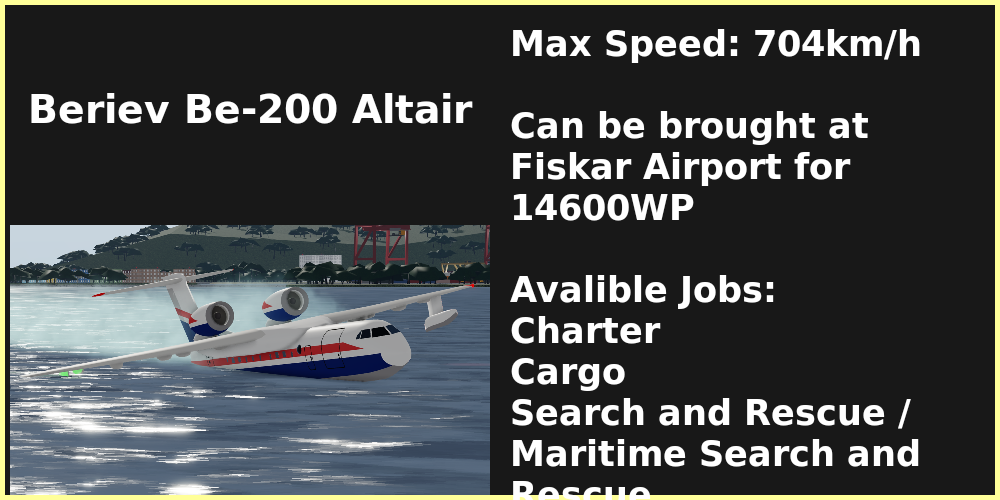 Beriev Be-200 Altair
Max Speed: 704km/h
Can be brought at
Fiskar Airport for
14600WP
Avalible Jobs:
Charter
Cargo
Search and Rescue /
Maritime Search and
Rescue